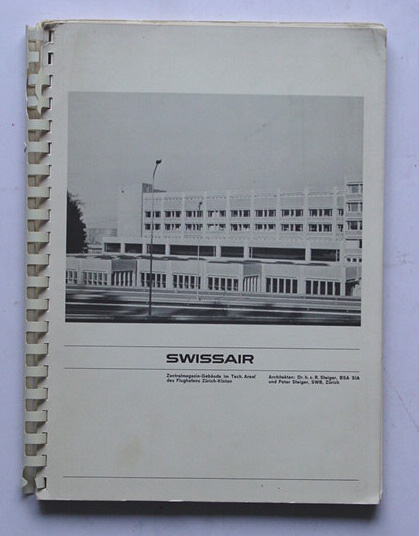 SWISSAIR
Zentralmagazin-Gebäude im Tech. Areal
des Flughafens Zürich-Kloten
Architekten: Dr. h. c. R. Steiger, BSA SIA
und Peter Steiger, SWB, Zürich